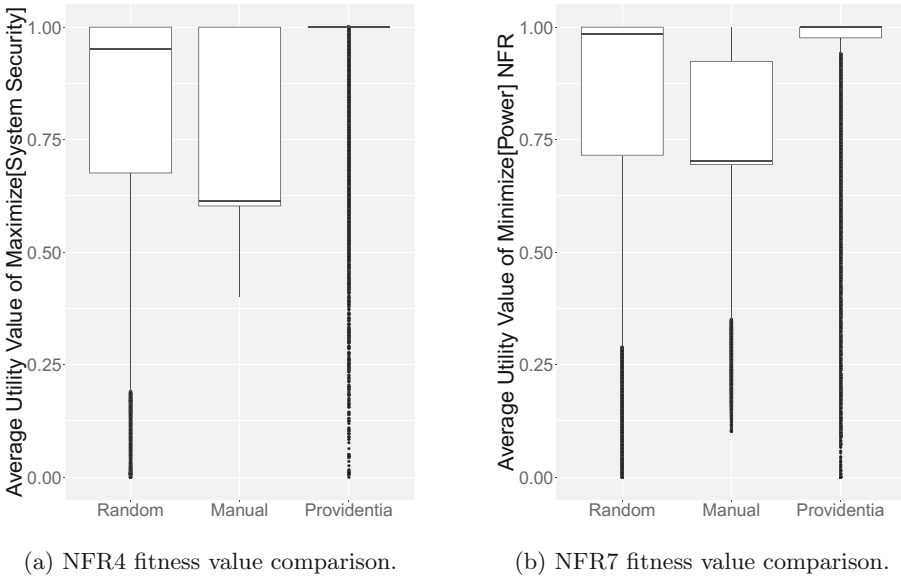 Average Utility Value of Maximize[System Security]
1.00
0.75
0.50
0.25
0.00
Random Manual Providentia
(a) NFR4 fitness value comparison.
Average Utility Value of Minimize[Power] NFR
1.00
0.75
0.50
0.25
0.00
Random Manual Providentia
(b) NFR7 fitness value comparison.